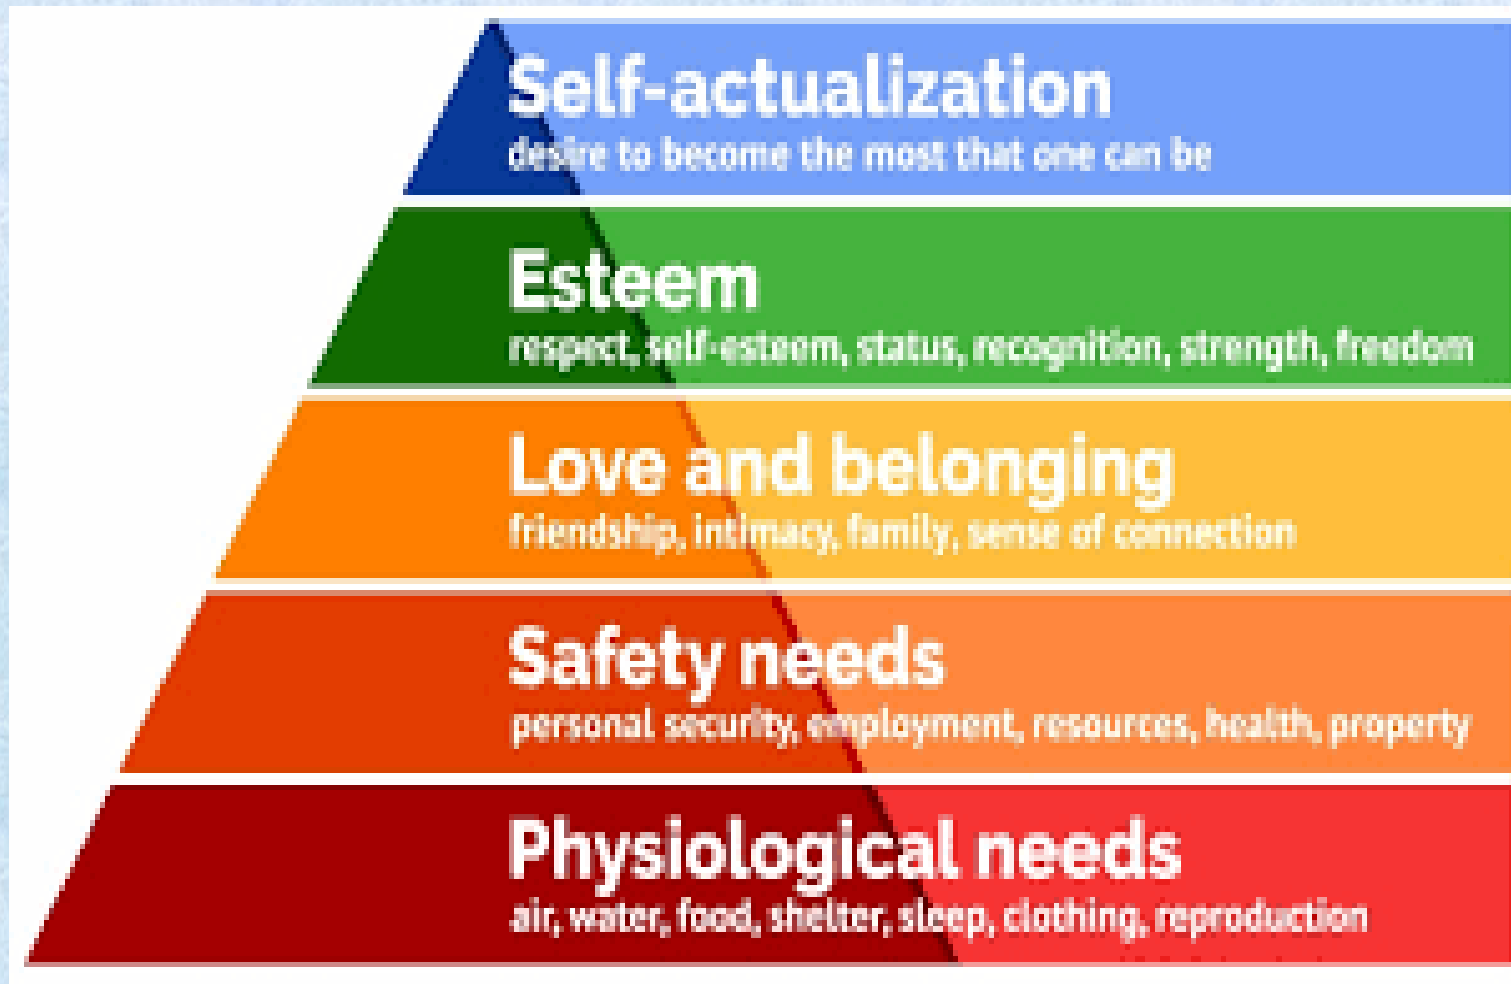 Self-actualization
desire to become the most that one can be
Esteem
respect, self-esteem, status, recognition, strength, freedom
Love and belonging
friendship, intimacy, family, sense of connection
Safety needs
personal security, employment, resources, health, property
Physiological needs
air, water, food, shelter, sleep, clothing, reproduction